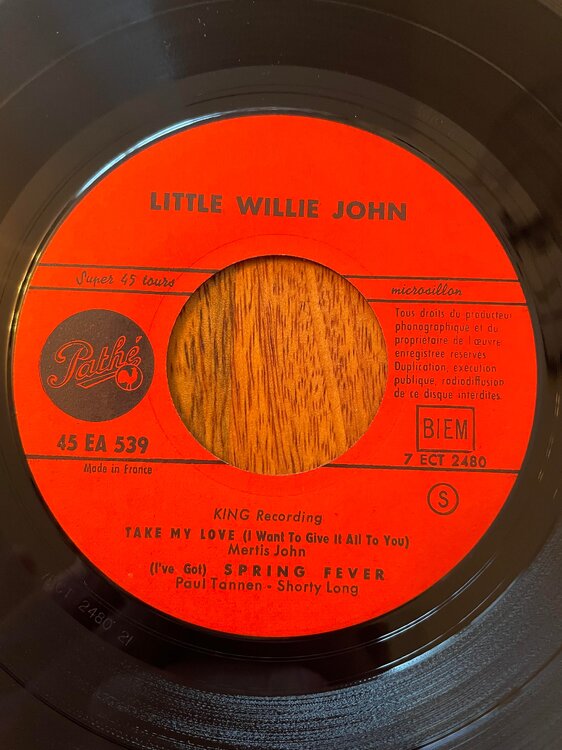 LITTLE WILLIE JOHN
Super 45 tours
microsillon
Tous droits du producteur
phonographique et du
propriétaire de l'œuvre
enregistrée réservés.
Duplication, exécution
publique, radiodiffusion
de ce disque interdites.
Pathé
45 EA 539
Made in France
BIEM
7 ECT 2480
S
KING Recording
TAKE MY LOVE (I Want To Give It All To You)
Mertis John
(I've Got) SPRING FEVER
Paul Tannen - Shorty Long
CT 2480 21